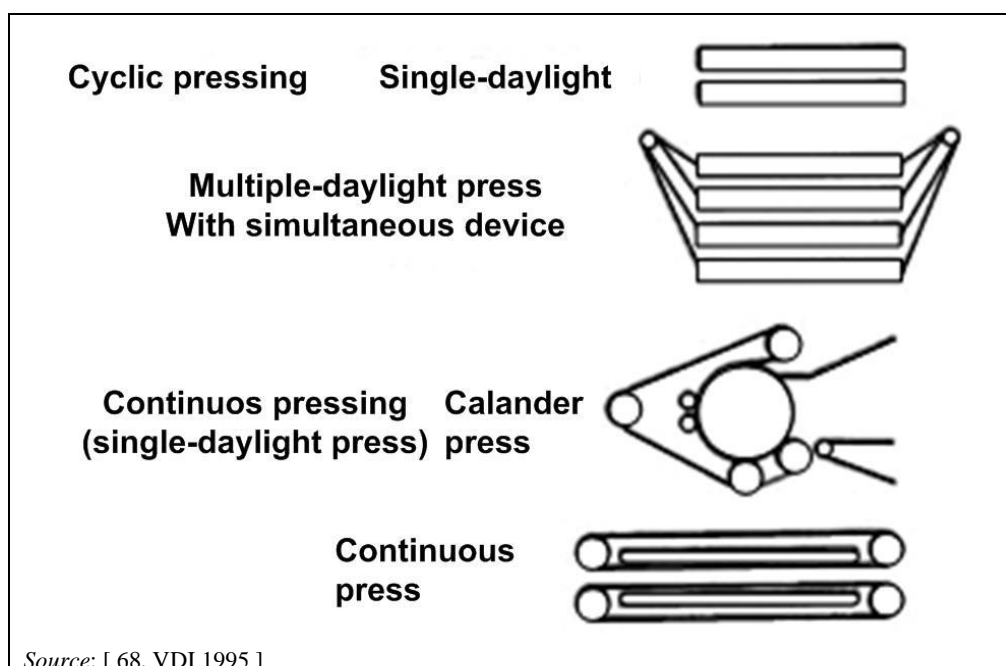 Cyclic pressing Single-daylight
Multiple-daylight press
With simultaneous device
Continuos pressing Calander
(single-daylight press) press
Continuous
press
Source: [ 68, VDI 1995 ]